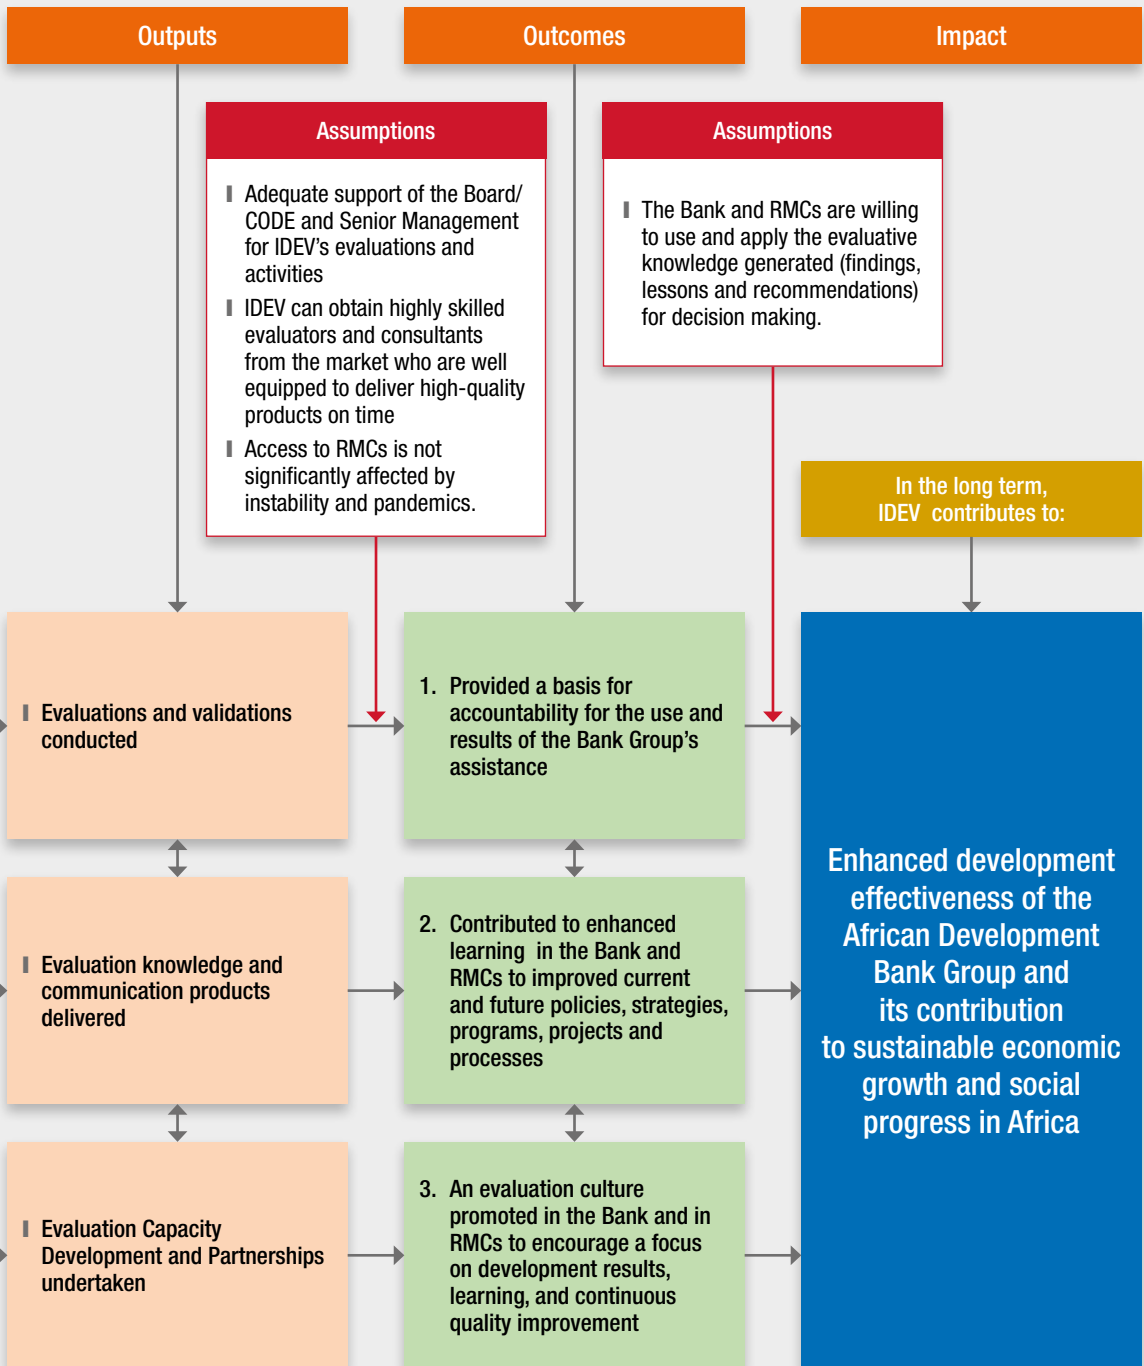 Outputs
Outcomes
Impact
Assumptions
Adequate support of the Board/
CODE and Senior Management
for IDEV's evaluations and
activities
IDEV can obtain highly skilled
evaluators and consultants
from the market who are well
equipped to deliver high-quality
products on time
Access to RMCs is not
significantly affected by
instability and pandemics.
Assumptions
The Bank and RMCs are willing
to use and apply the evaluative
knowledge generated (findings,
lessons and recommendations)
for decision making.
In the long term,
IDEV contributes to:
Evaluations and validations
conducted
1. Provided a basis for
accountability for the use and
results of the Bank Group's
assistance
Evaluation knowledge and
communication products
delivered
2. Contributed to enhanced
learning in the Bank and
RMCs to improved current
and future policies, strategies,
programs, projects and
processes
Evaluation Capacity
Development and Partnerships
undertaken
3. An evaluation culture
promoted in the Bank and in
RMCs to encourage a focus
on development results,
learning, and continuous
quality improvement
Enhanced development
effectiveness of the
African Development
Bank Group and
its contribution
to sustainable economic
growth and social
progress in Africa